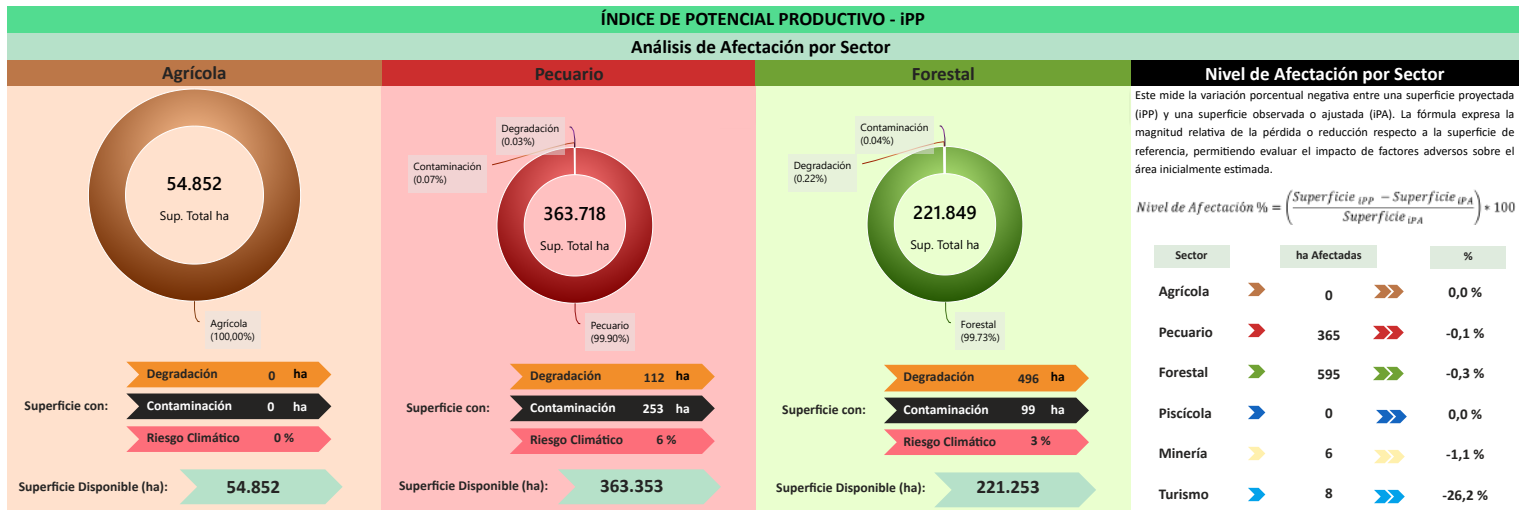 ÍNDICE DE POTENCIAL PRODUCTIVO - iPP
Análisis de Afectación por Sector
Agrícola
54.852
Sup. Total ha
Agrícola
(100,00%)
Superficie con:
Degradación 0 ha
Contaminación 0 ha
Riesgo Climático 0 %
Superficie Disponible (ha): 54.852
Pecuario
Degradación
(0.03%)
Contaminación
(0.07%)
363.718
Sup. Total ha
Pecuario
(99.90%)
Superficie con:
Degradación 112 ha
Contaminación 253 ha
Riesgo Climático 6 %
Superficie Disponible (ha): 363.353
Forestal
Contaminación
(0.04%)
Degradación
(0.22%)
221.849
Sup. Total ha
Forestal
(99.73%)
Superficie con:
Degradación 496 ha
Contaminación 99 ha
Riesgo Climático 3 %
Superficie Disponible (ha): 221.253
Nivel de Afectación por Sector
Este mide la variación porcentual negativa entre una superficie proyectada
(iPP) y una superficie observada o ajustada (iPA). La fórmula expresa la
magnitud relativa de la pérdida o reducción respecto a la superficie de
referencia, permitiendo evaluar el impacto de factores adversos sobre el
área inicialmente estimada.
Nivel de Afectación % = (Superficie iPP − Superficie iPA / Superficie iPA) * 100
Sector ha Afectadas %
Agrícola 0 0,0 %
Pecuario 365 -0,1 %
Forestal 595 -0,3 %
Piscícola 0 0,0 %
Minería 6 -1,1 %
Turismo 8 -26,2 %